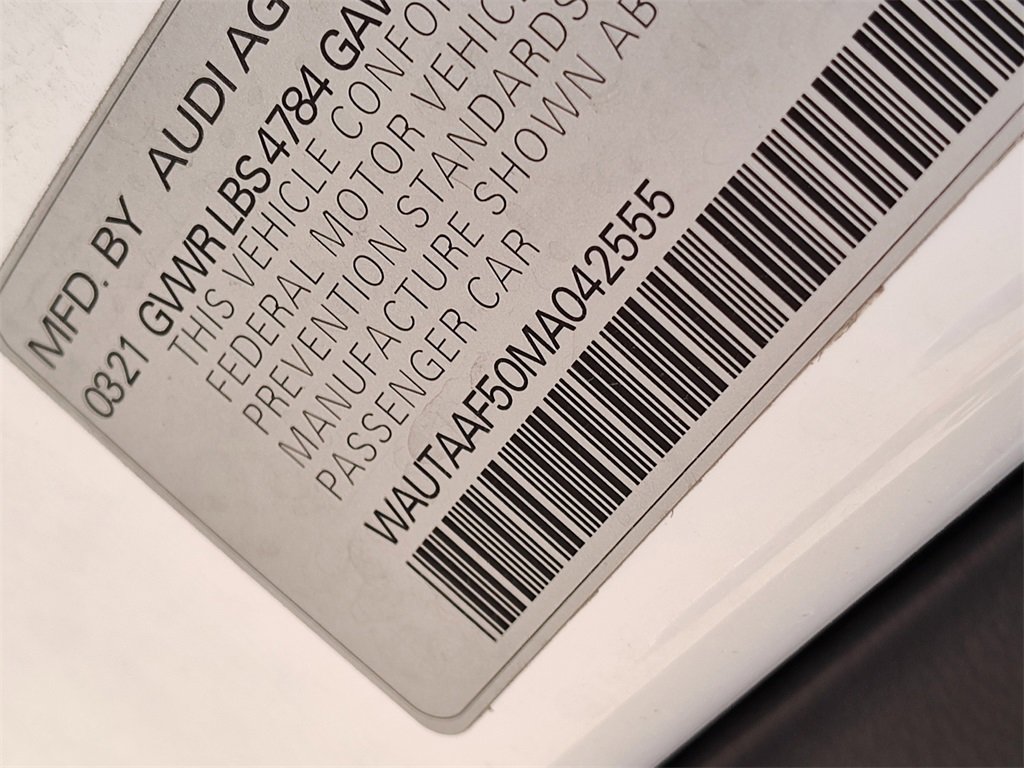 MFD. BY AUDI AG
0321 GVWR LBS 4784 GAW
THIS VEHICLE CONFOR
FEDERAL MOTOR VEHIC
PREVENTION STANDARDS
MANUFACTURE SHOWN AB
PASSENGER CAR
WAUTAAF50MA042555